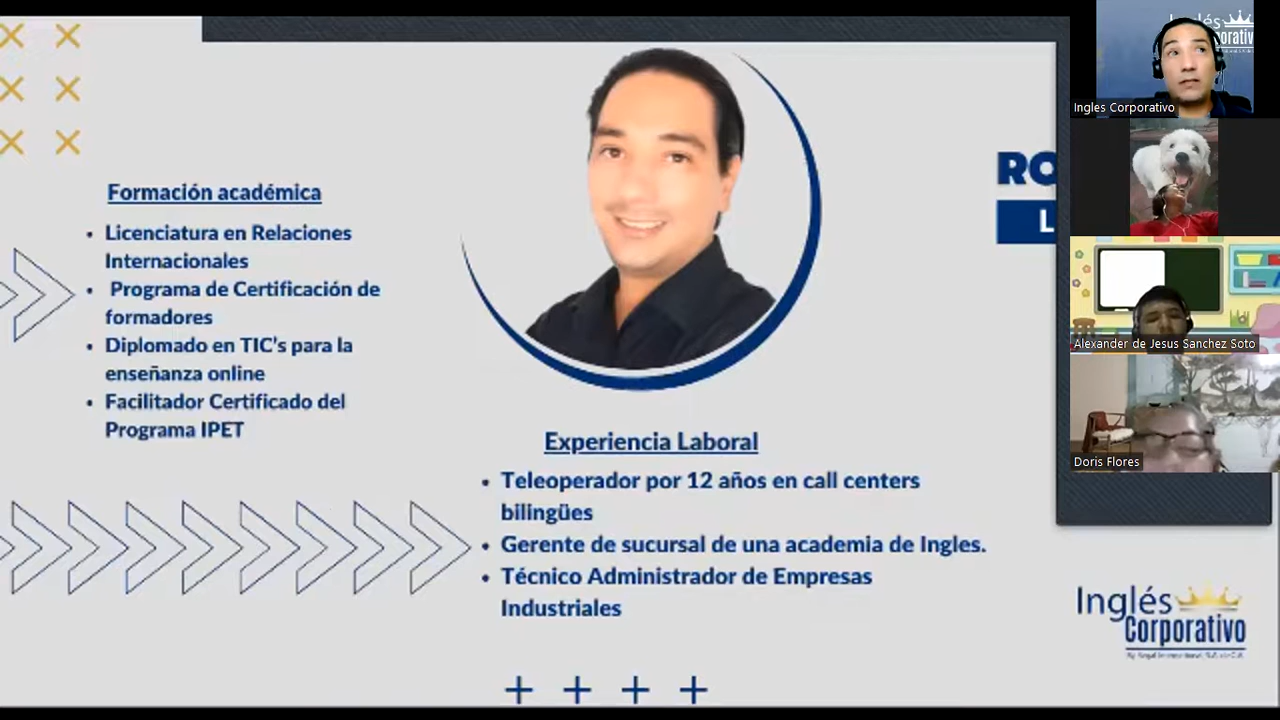 Formación académica
Licenciatura en Relaciones
Internacionales
Programa de Certificación de
formadores
Diplomado en TIC's para la
enseñanza online
Facilitador Certificado del
Programa IPET
Experiencia Laboral
Teleoperador por 12 años en call centers
bilingües
Gerente de sucursal de una academia de Ingles.
Técnico Administrador de Empresas
Industriales
RO
L
Inglés
Corporativo
Ingles Corporativo
Alexander de Jesus Sanchez Soto
Doris Flores